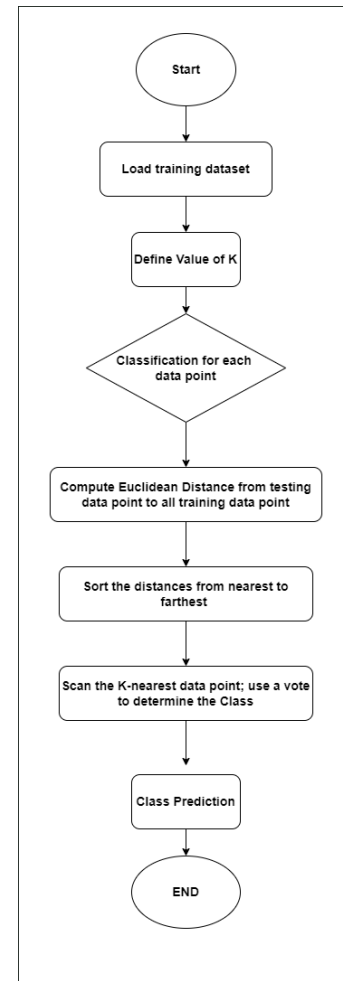 Start
Load training dataset
Define Value of K
Classification for each
data point
Compute Euclidean Distance from testing
data point to all training data point
Sort the distances from nearest to
farthest
Scan the K-nearest data point; use a vote
to determine the Class
Class Prediction
END